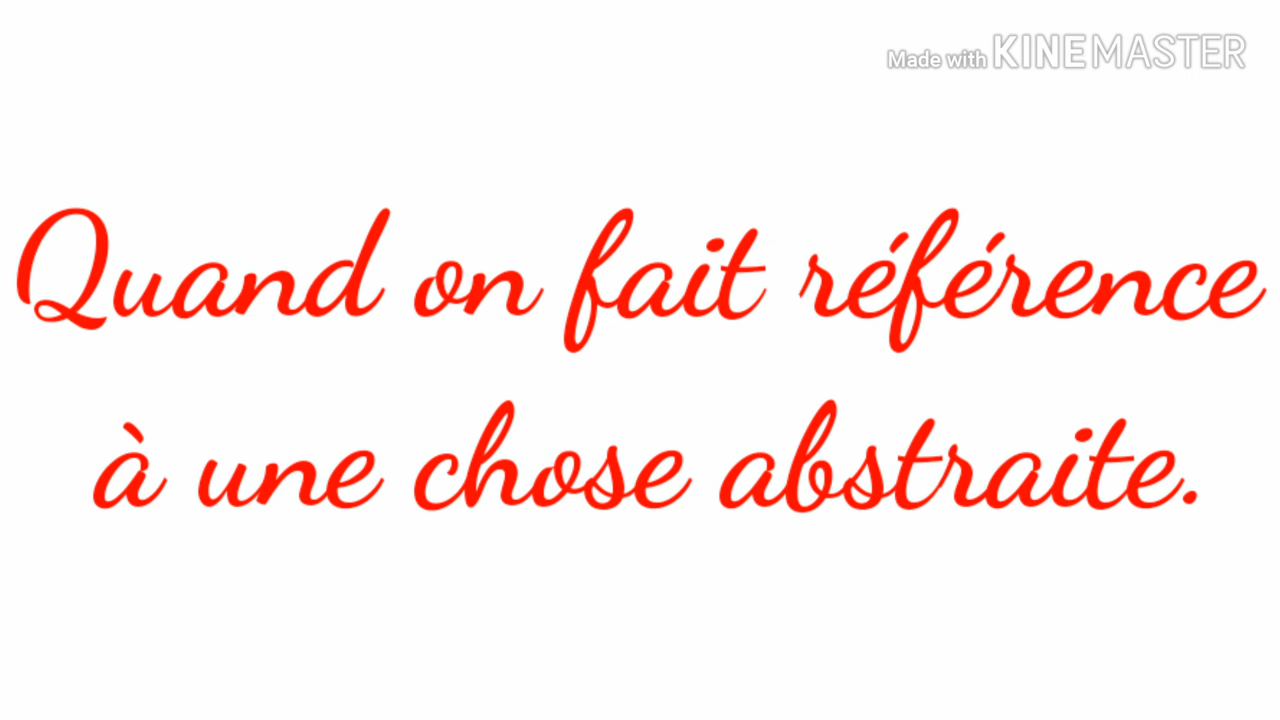 Made with KINEMASTER
Quand on fait référence
à une chose abstraite.